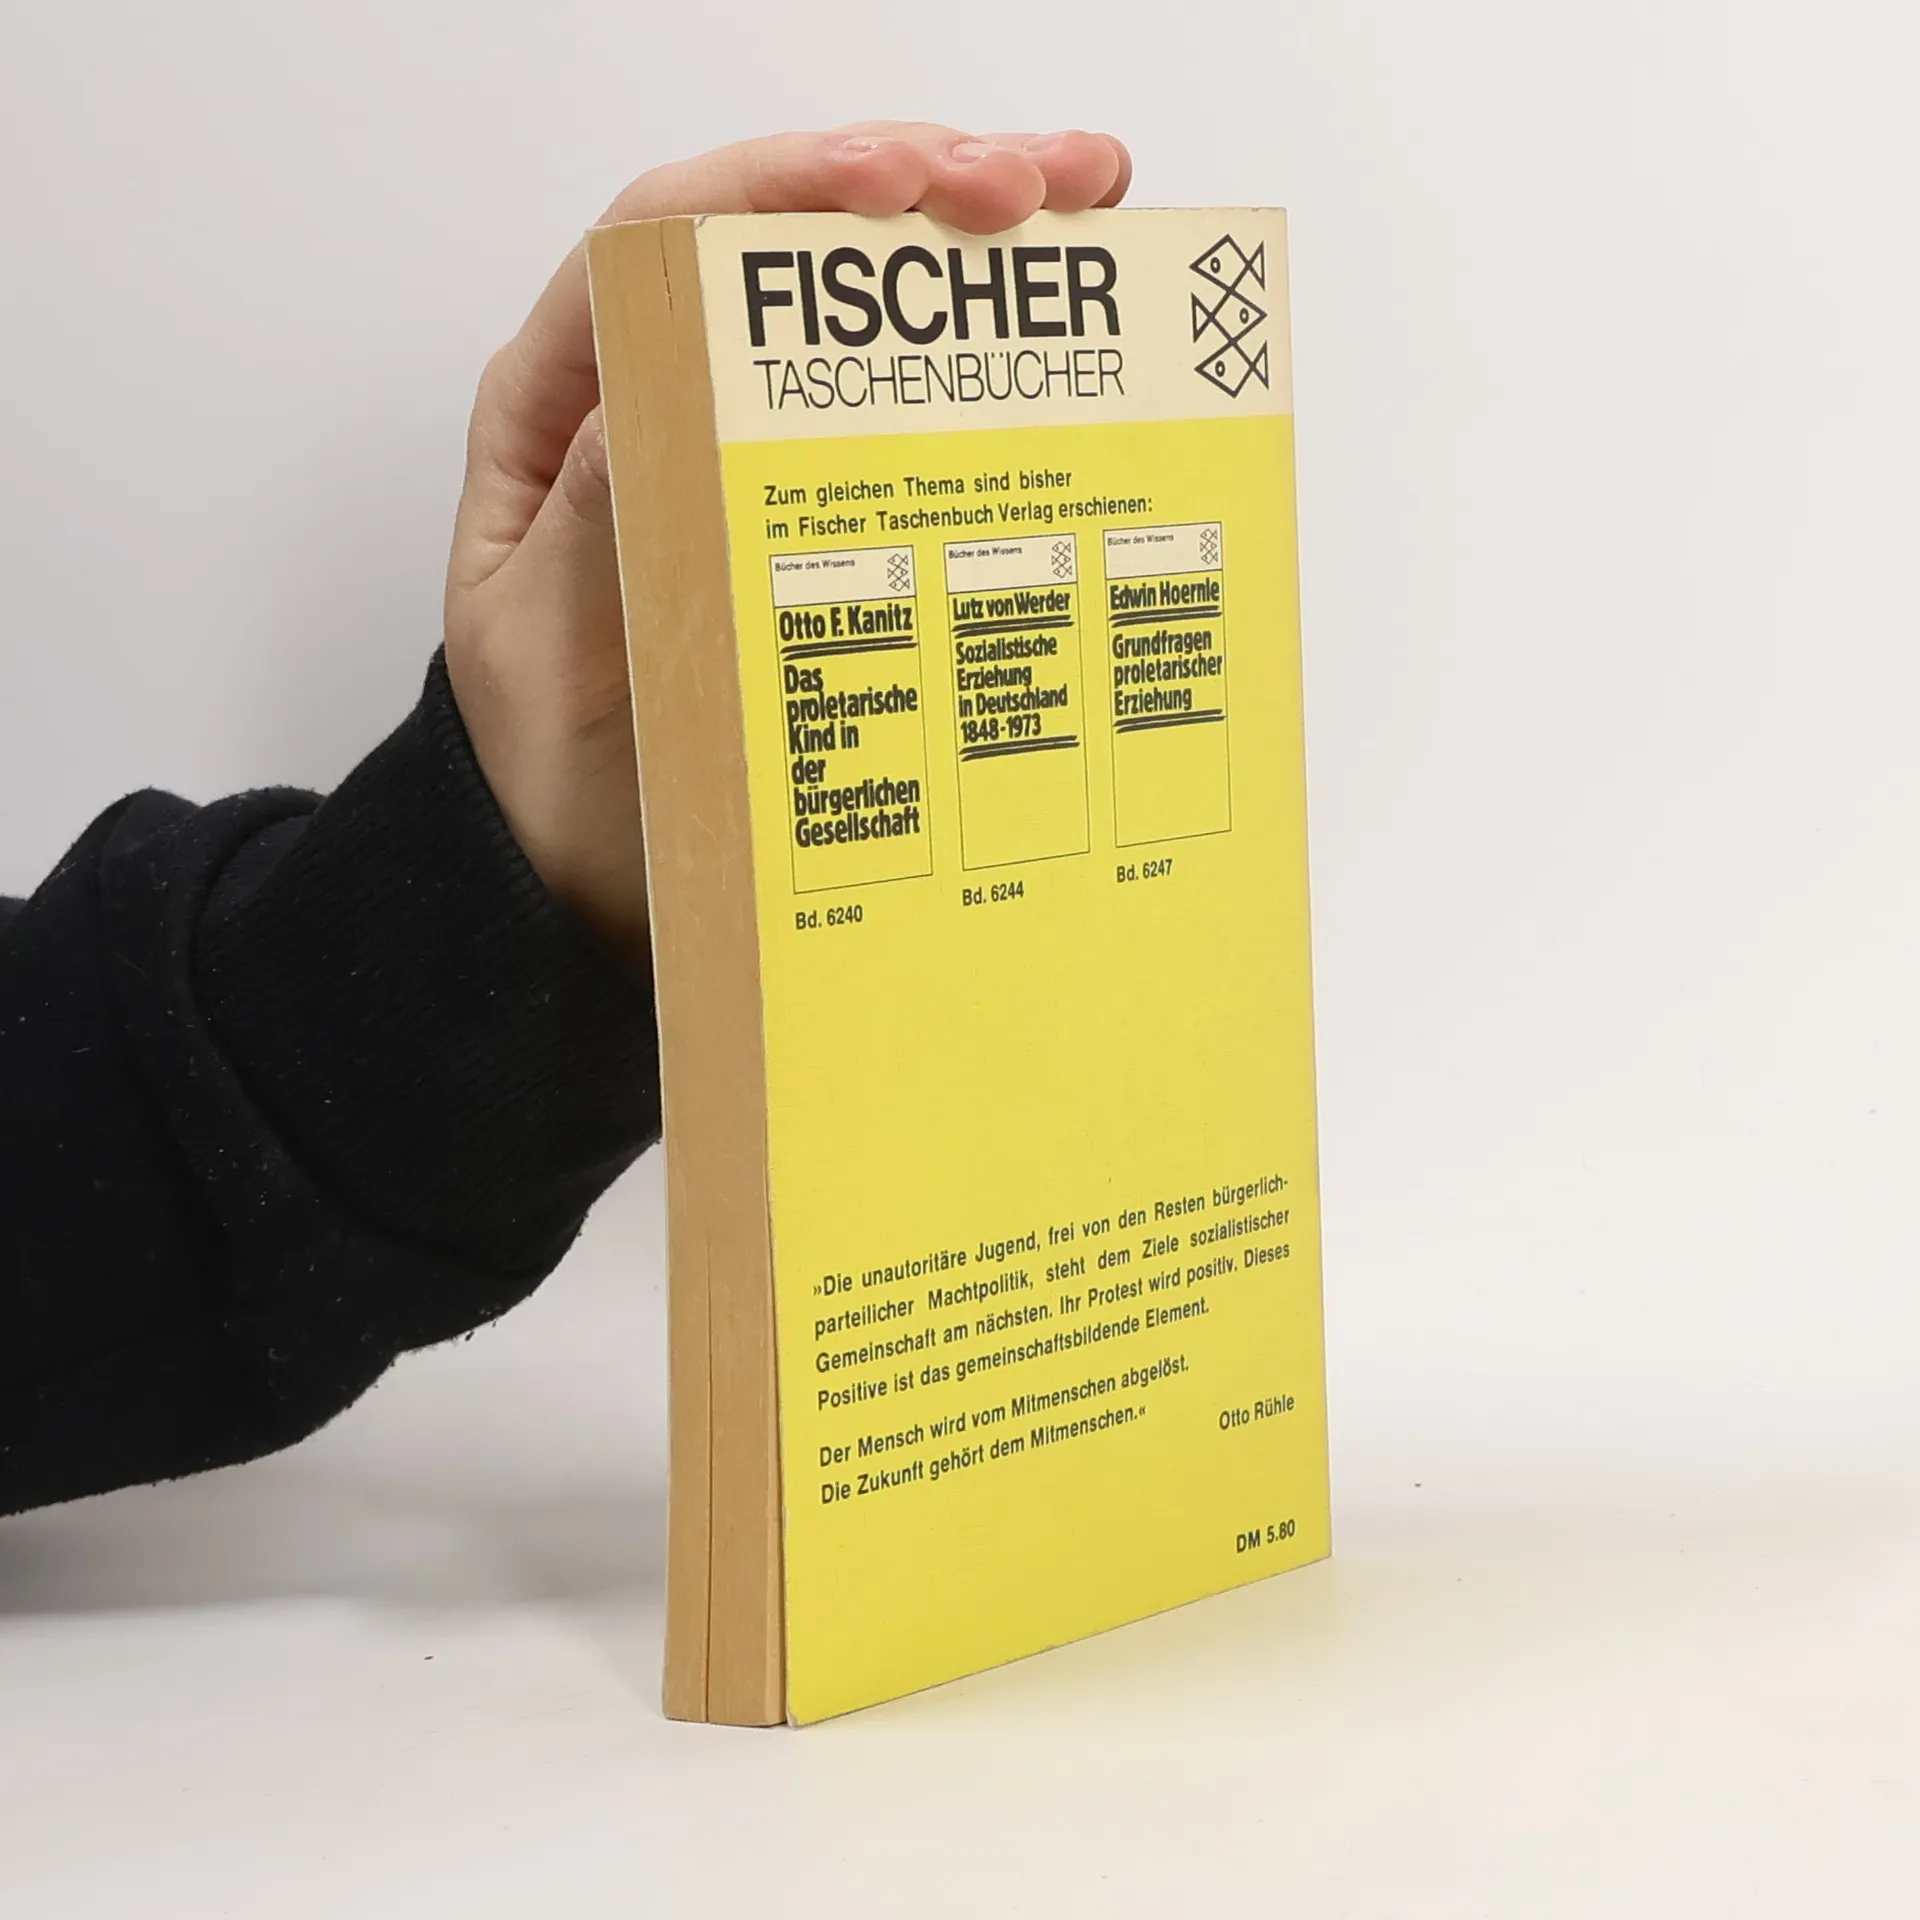 FISCHER
TASCHENBÜCHER
Zum gleichen Thema sind bisher
im Fischer Taschenbuch Verlag erschienen:
Bücher des Wissens
Otto F. Kanitz
Das
proletarische
Kind in
der
bürgerlichen
Gesellschaft
Bd. 6240
Bücher des Wissens
Lutz von Werder
Sozialistische
Erziehung
in Deutschland
1848-1973
Bd. 6244
Bücher des Wissens
Edwin Hoernle
Grundfragen
proletarischer
Erziehung
Bd. 6247
»Die unautoritäre Jugend, frei von den Resten bürgerlich-
parteilicher Machtpolitik, steht dem Ziele sozialistischer
Gemeinschaft am nächsten. Ihr Protest wird positiv. Dieses
Positive ist das gemeinschaftsbildende Element.
Der Mensch wird vom Mitmenschen abgelöst.
Die Zukunft gehört dem Mitmenschen.«
Otto Rühle
DM 5.80